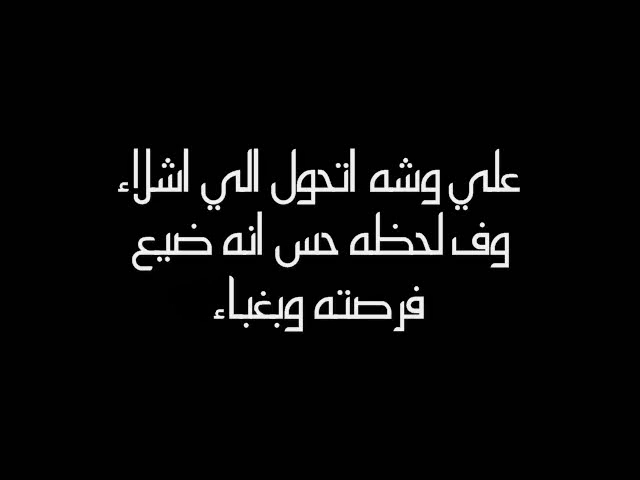 علي وشه اتحول الي اشلاء
وف لحظه حس انه ضيع
فرصته وبغباء